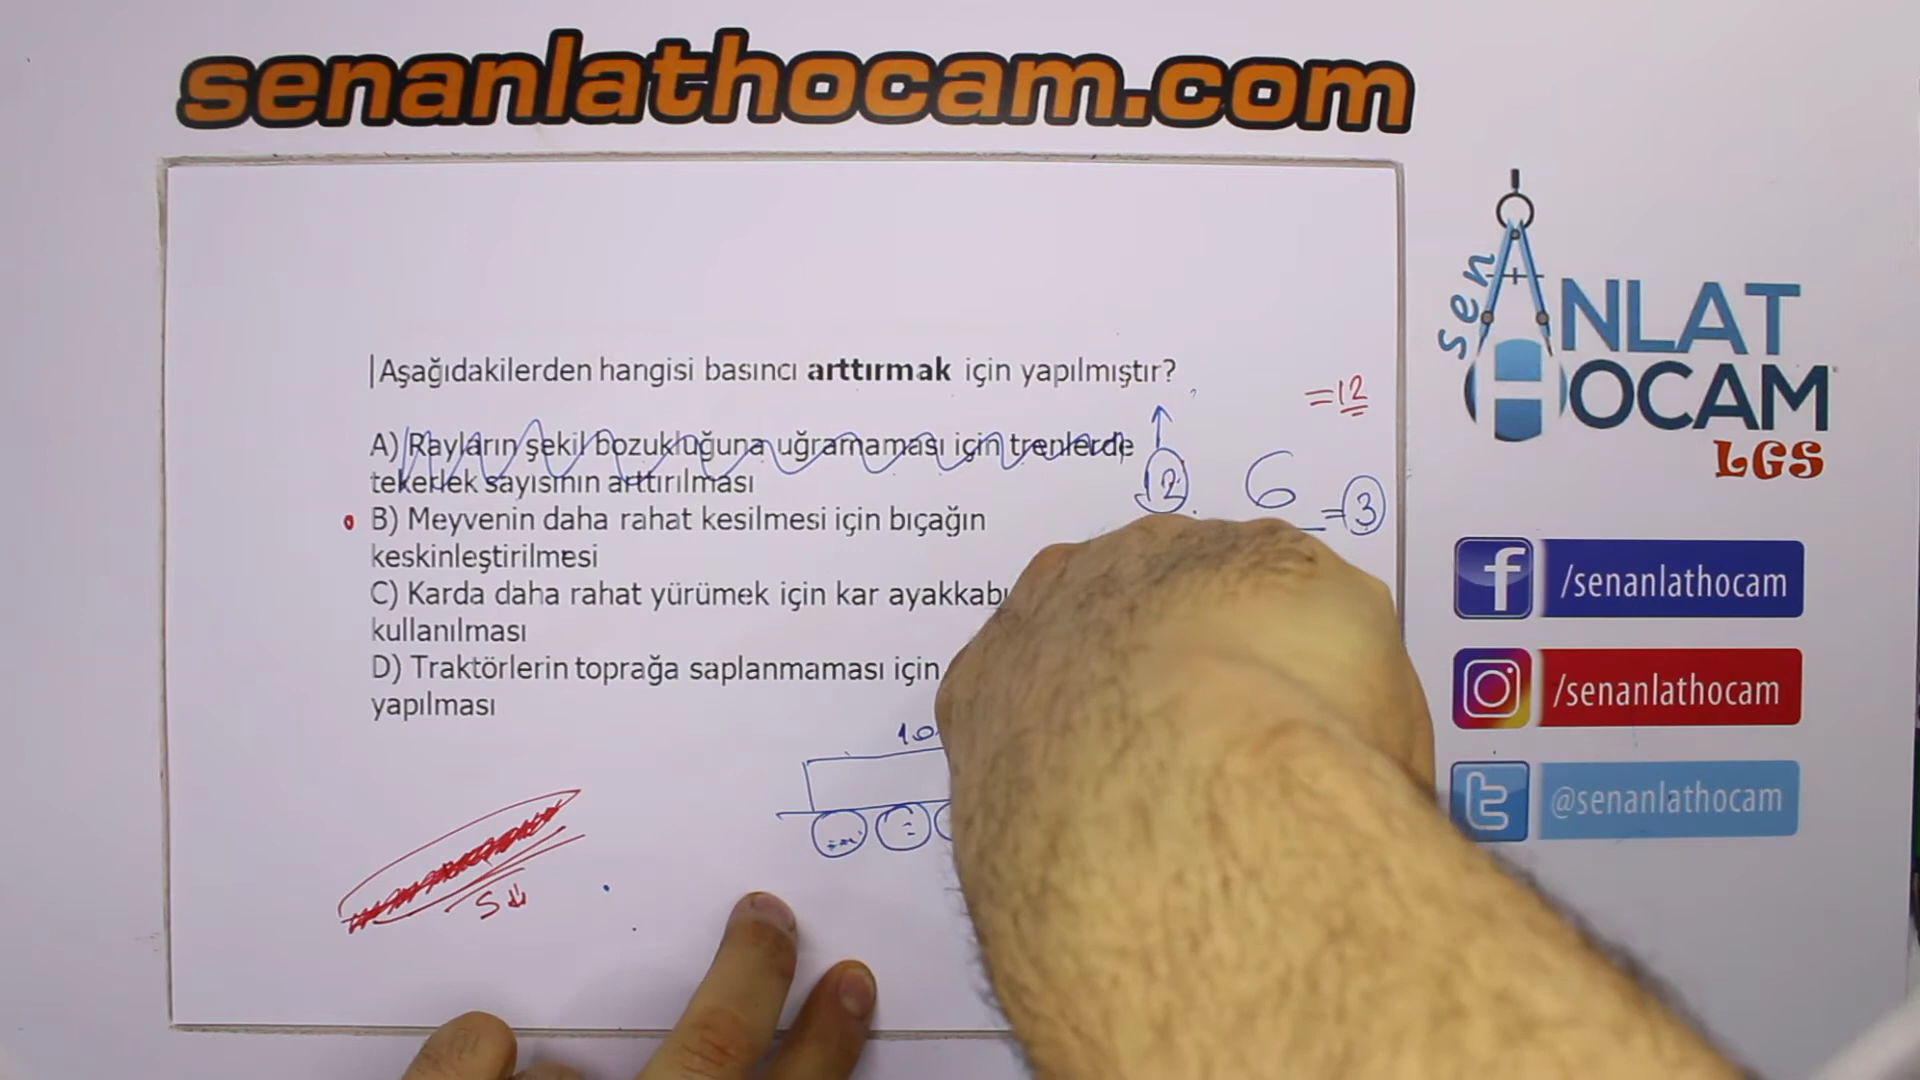 senanlathocam.com
Aşağıdakilerden hangisi basıncı arttırmak için yapılmıştır?
A) Rayların şekil bozukluğuna uğramaması için trenlerde
tekerlek sayısının arttırılması
B) Meyvenin daha rahat kesilmesi için bıçağın
keskinleştirilmesi
C) Karda daha rahat yürümek için kar
kullanılması
D) Traktörlerin toprağa saplanmaması için
yapılması
=12
12
6
=3
S↓
sen ANLAT
HOCAM
LGS
/senanlathocam
/senanlathocam
@senanlathocam